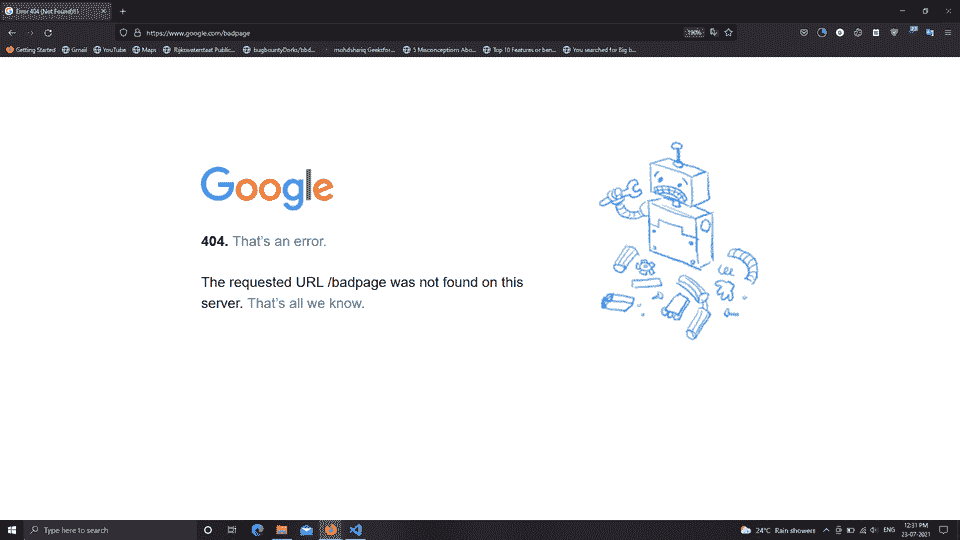 Error 404 (Not Found)!!1
https://www.google.com/badpage
Getting Started Gmail YouTube Maps Rijkswaterstaat Public... bugbountyDorks/bbd... mohdshariq Geeksfor... 5 Misconceptions Abo... Top 10 Features or ben... You searched for Big b...
Google
404. That's an error.
The requested URL /badpage was not found on this
server. That's all we know.
Type here to search
24°C Rain showers
ENG
12:31 PM
23-07-2021